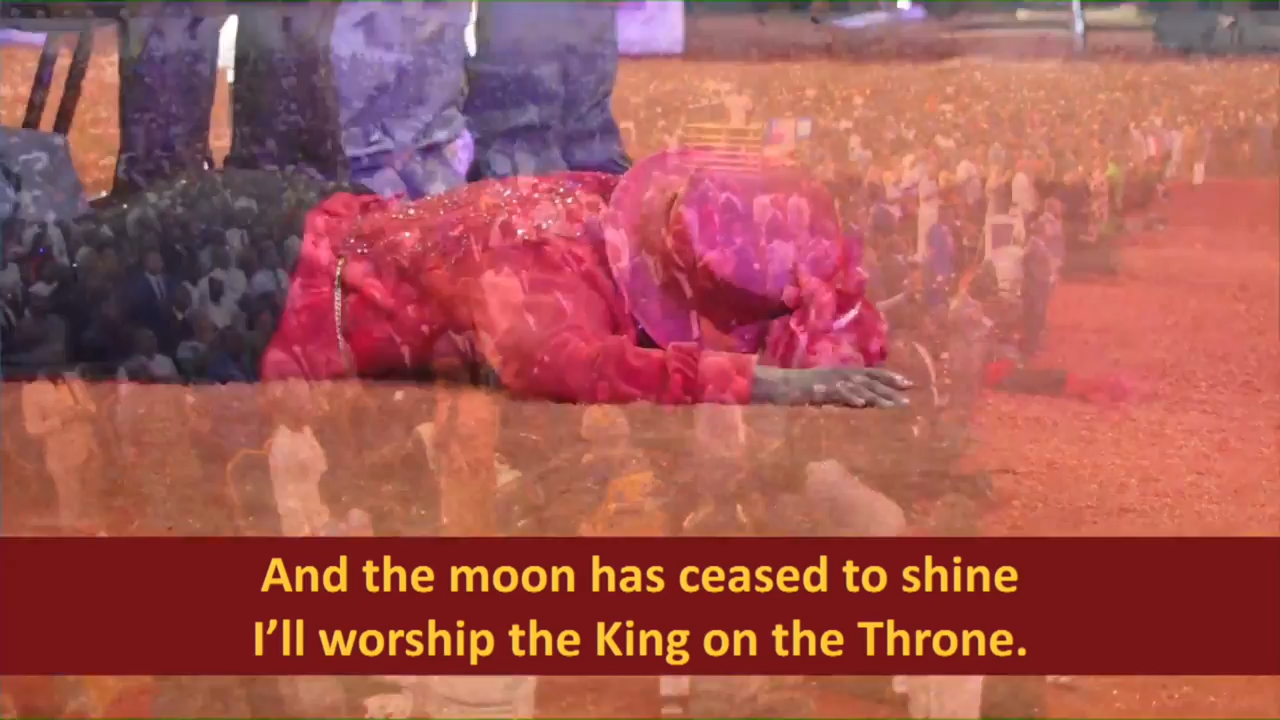 And the moon has ceased to shine
I’ll worship the King on the Throne.